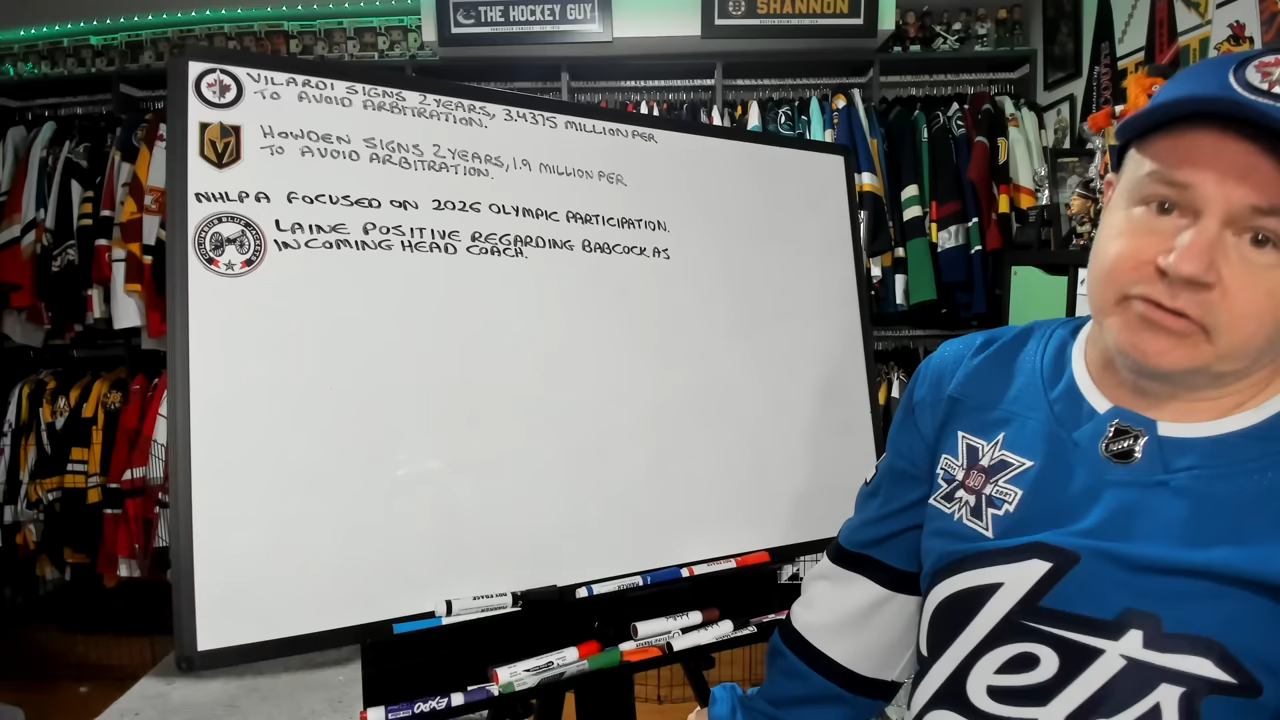 THE HOCKEY GUY
SHANNON
VILARDI SIGNS 2 YEARS, 3.4375 MILLION PER
TO AVOID ARBITRATION.
HOWDEN SIGNS 2 YEARS, 1.9 MILLION PER
TO AVOID ARBITRATION.
NHLPA FOCUSED ON 2026 OLYMPIC PARTICIPATION.
COLUMBUS BLUE JACKETS
LAINE POSITIVE REGARDING BABCOCK AS
INCOMING HEAD COACH.
10
2021
Jets
EXPO